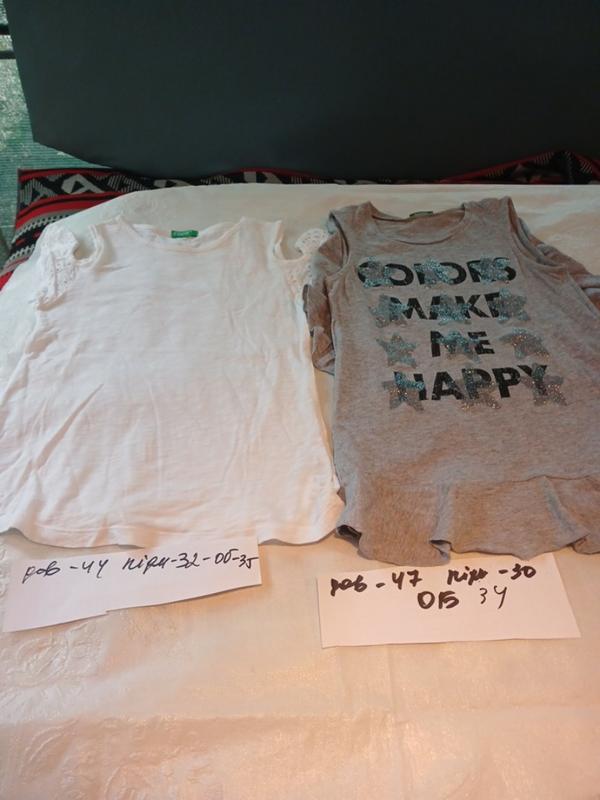 COLORS
MAKE
ME
HAPPY
дов - 44 шир-32-об-35
дов - 47 шир - 30
ОБ 34